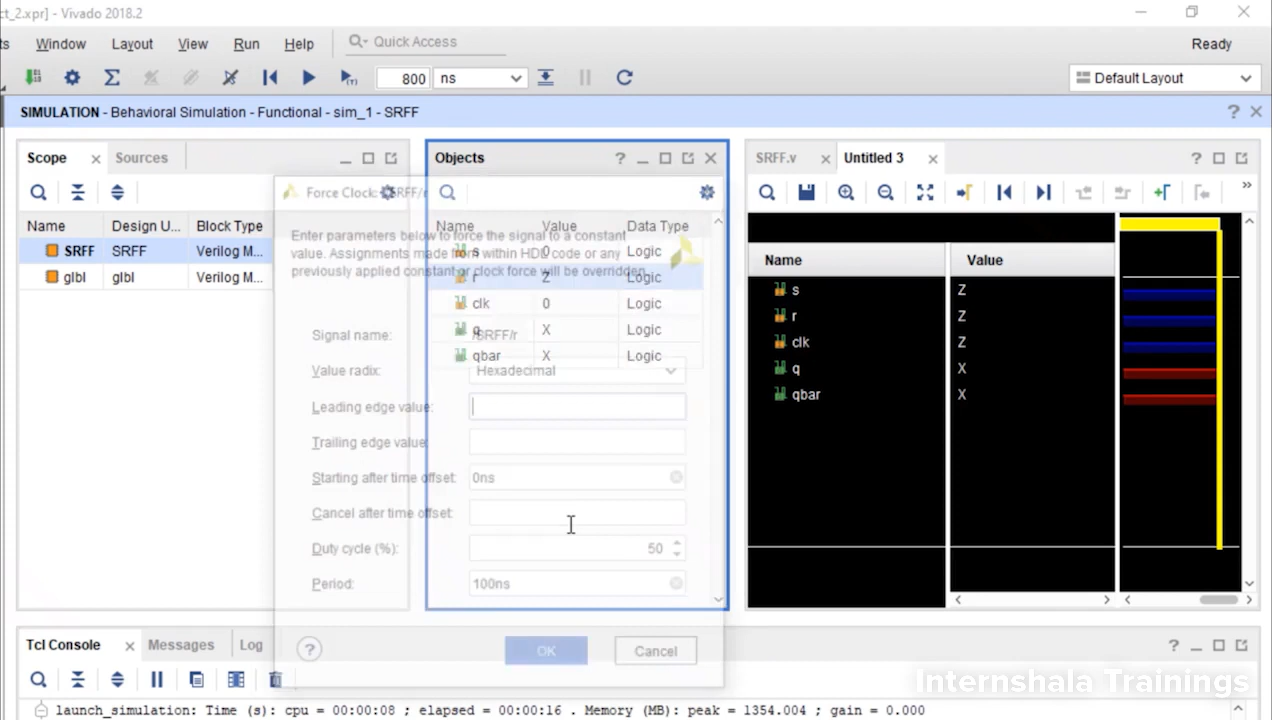 ct_2.xpr] - Vivado 2018.2
ts Window Layout View Run Help Quick Access Ready
800 ns Default Layout
SIMULATION - Behavioral Simulation - Functional - sim_1 - SRFF
Scope Sources
Name Design U... Block Type
SRFF SRFF Verilog M...
glbl glbl Verilog M...
Objects
Name Value Data Type
s 0 Logic
r Z Logic
clk 0 Logic
q X Logic
qbar X Logic
Force Clock: /SRFF/r
Enter parameters below to force the signal to a constant
value. Assignments made from within HDL code or any
previously applied constant or clock force will be overridden.
Signal name: /SRFF/r
Value radix: Hexadecimal
Leading edge value:
Trailing edge value:
Starting after time offset: 0ns
Cancel after time offset:
Duty cycle (%): 50
Period: 100ns
OK Cancel
SRFF.v Untitled 3
Name Value
s Z
r Z
clk Z
q X
qbar X
Tcl Console Messages Log
launch_simulation: Time (s): cpu = 00:00:08 ; elapsed = 00:00:16 . Memory (MB): peak = 1354.004 ; gain = 0.000
Internshala Trainings